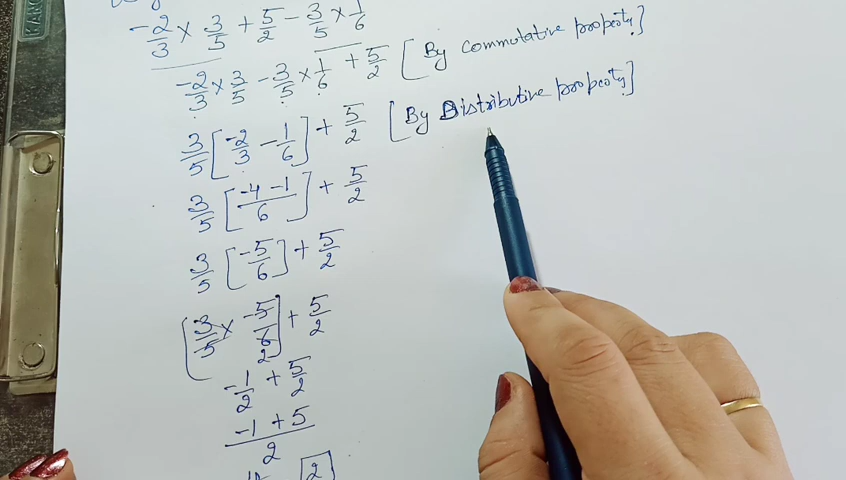 -2/3 × 3/5 + 5/2 - 3/5 × 1/6
-2/3 × 3/5 - 3/5 × 1/6 + 5/2 [By commutative property]
3/5 [-2/3 - 1/6] + 5/2 [By Distributive property]
3/5 [-4 - 1/6] + 5/2
3/5 [-5/6] + 5/2
[3/5 × -5/6 2] + 5/2
-1/2 + 5/2
-1 + 5/2
2